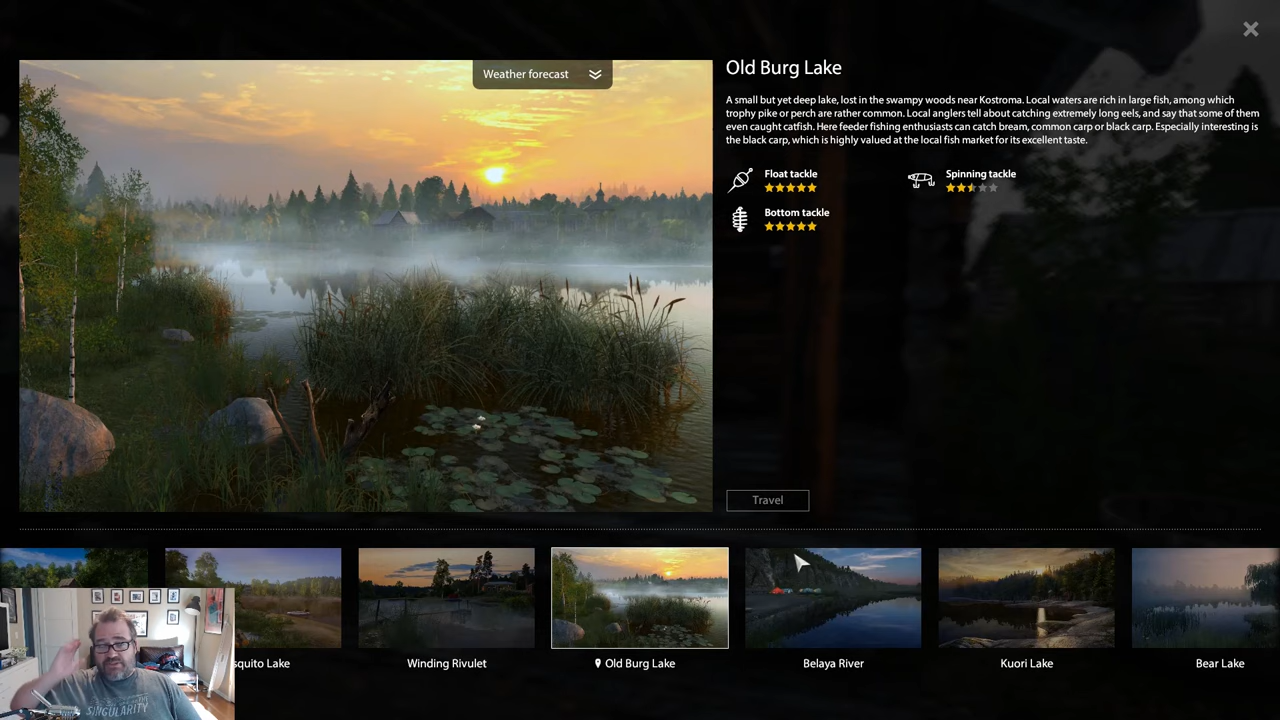 Weather forecast
Old Burg Lake
A small but yet deep lake, lost in the swampy woods near Kostroma. Local waters are rich in large fish, among which
trophy pike or perch are rather common. Local anglers tell about catching extremely long eels, and say that some of them
even caught catfish. Here feeder fishing enthusiasts can catch bream, common carp or black carp. Especially interesting is
the black carp, which is highly valued at the local fish market for its excellent taste.
Float tackle
Spinning tackle
Bottom tackle
Travel
squito Lake
Winding Rivulet
Old Burg Lake
Belaya River
Kuori Lake
Bear Lake
SINGULARITY